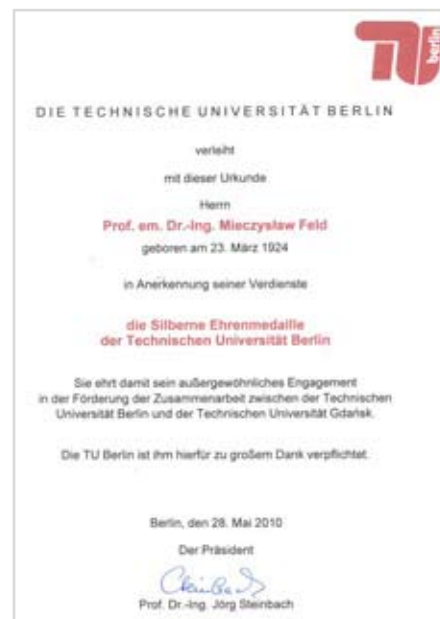 TU berlin
DIE TECHNISCHE UNIVERSITÄT BERLIN
verleiht
mit dieser Urkunde
Herrn
Prof. em. Dr.-Ing. Mieczysław Feld
geboren am 23. März 1924
in Anerkennung seiner Verdienste
die Silberne Ehrenmedaille
der Technischen Universität Berlin
Sie ehrt damit sein außergewöhnliches Engagement
in der Förderung der Zusammenarbeit zwischen der Technischen
Universität Berlin und der Technischen Universität Gdańsk.
Die TU Berlin ist ihm hierfür zu großem Dank verpflichtet.
Berlin, den 28. Mai 2010
Der Präsident
Steinbach
Prof. Dr.-Ing. Jörg Steinbach